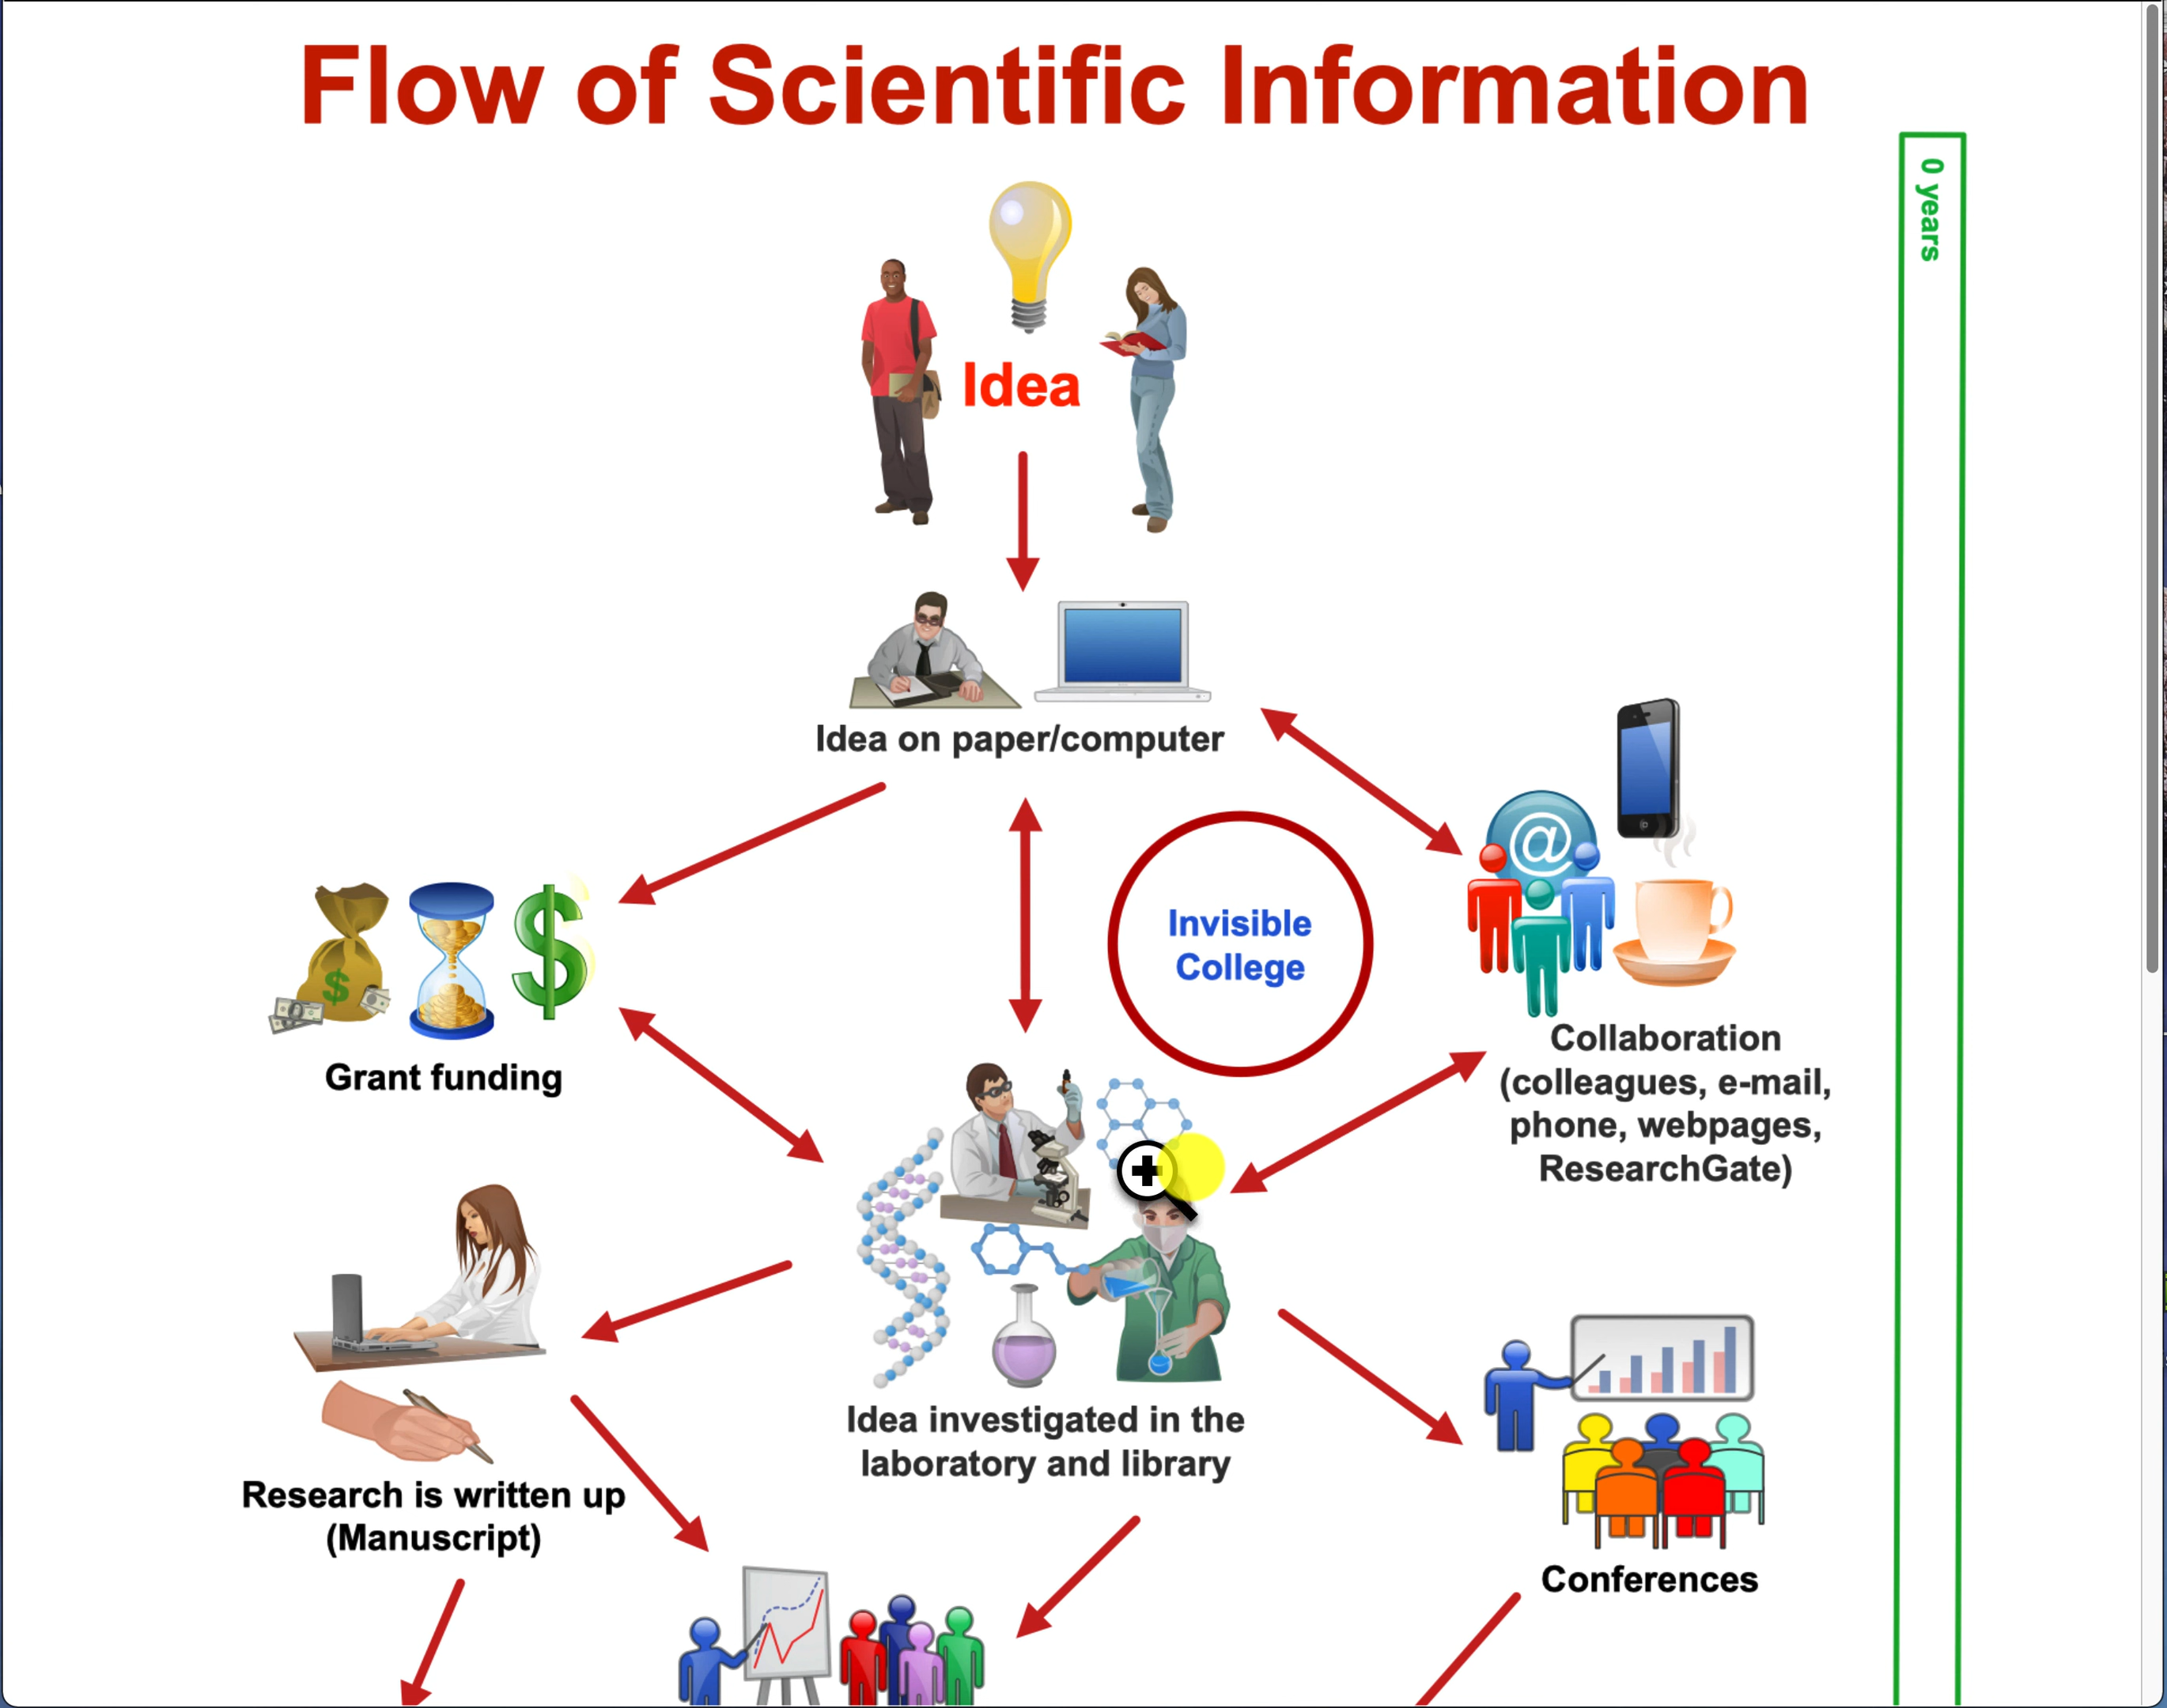 Flow of Scientific Information
0 years
Idea
Idea on paper/computer
Invisible
College
Grant funding
Collaboration
(colleagues, e-mail,
phone, webpages,
ResearchGate)
Idea investigated in the
laboratory and library
Research is written up
(Manuscript)
Conferences